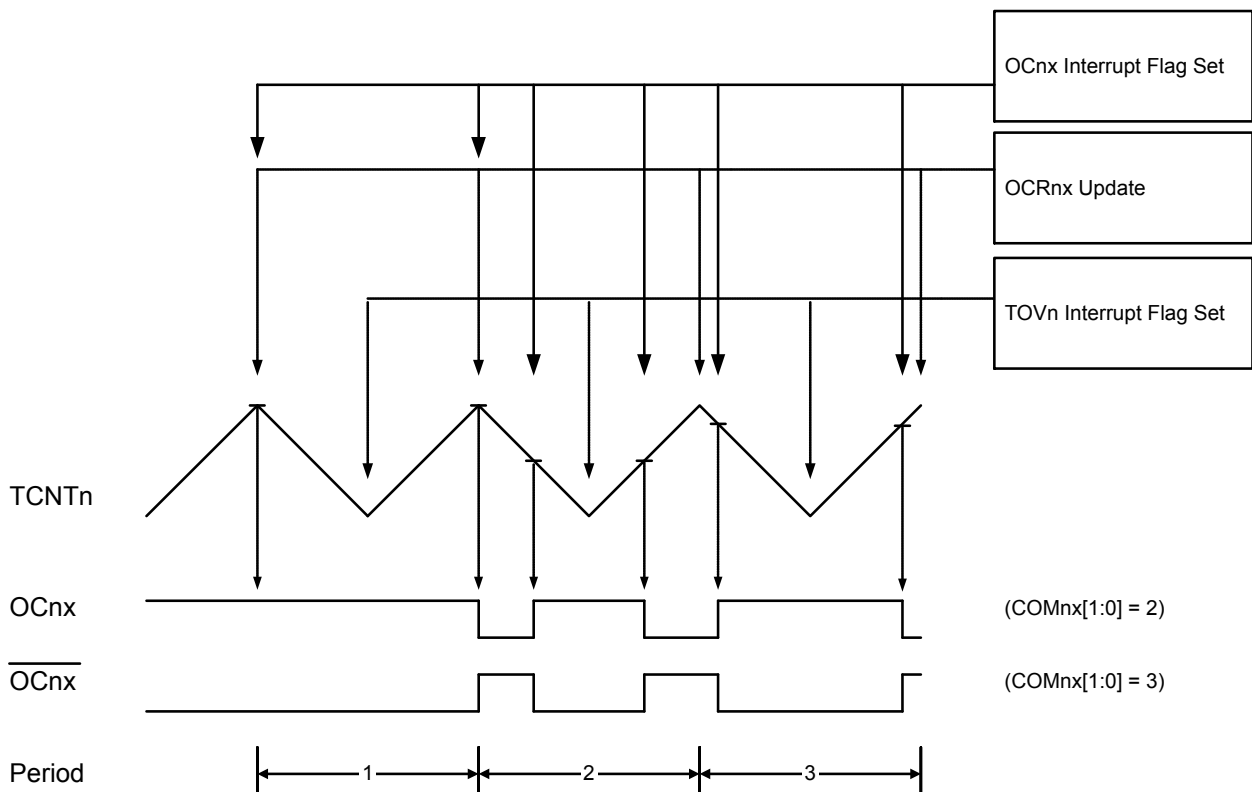 OCnx Interrupt Flag Set
OCRnx Update
TOVn Interrupt Flag Set
TCNTn
OCnx
(COMnx[1:0] = 2)
OCnx
(COMnx[1:0] = 3)
Period
1
2
3